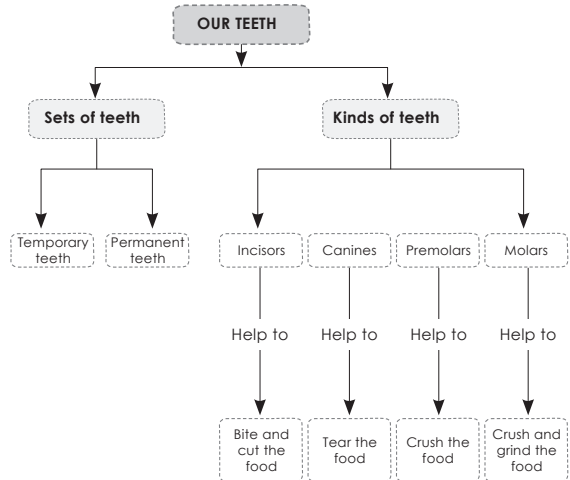 OUR TEETH
Sets of teeth
Kinds of teeth
Temporary
teeth
Permanent
teeth
Incisors
Canines
Premolars
Molars
Help to
Help to
Help to
Help to
Bite and
cut the
food
Tear the
food
Crush the
food
Crush and
grind the
food